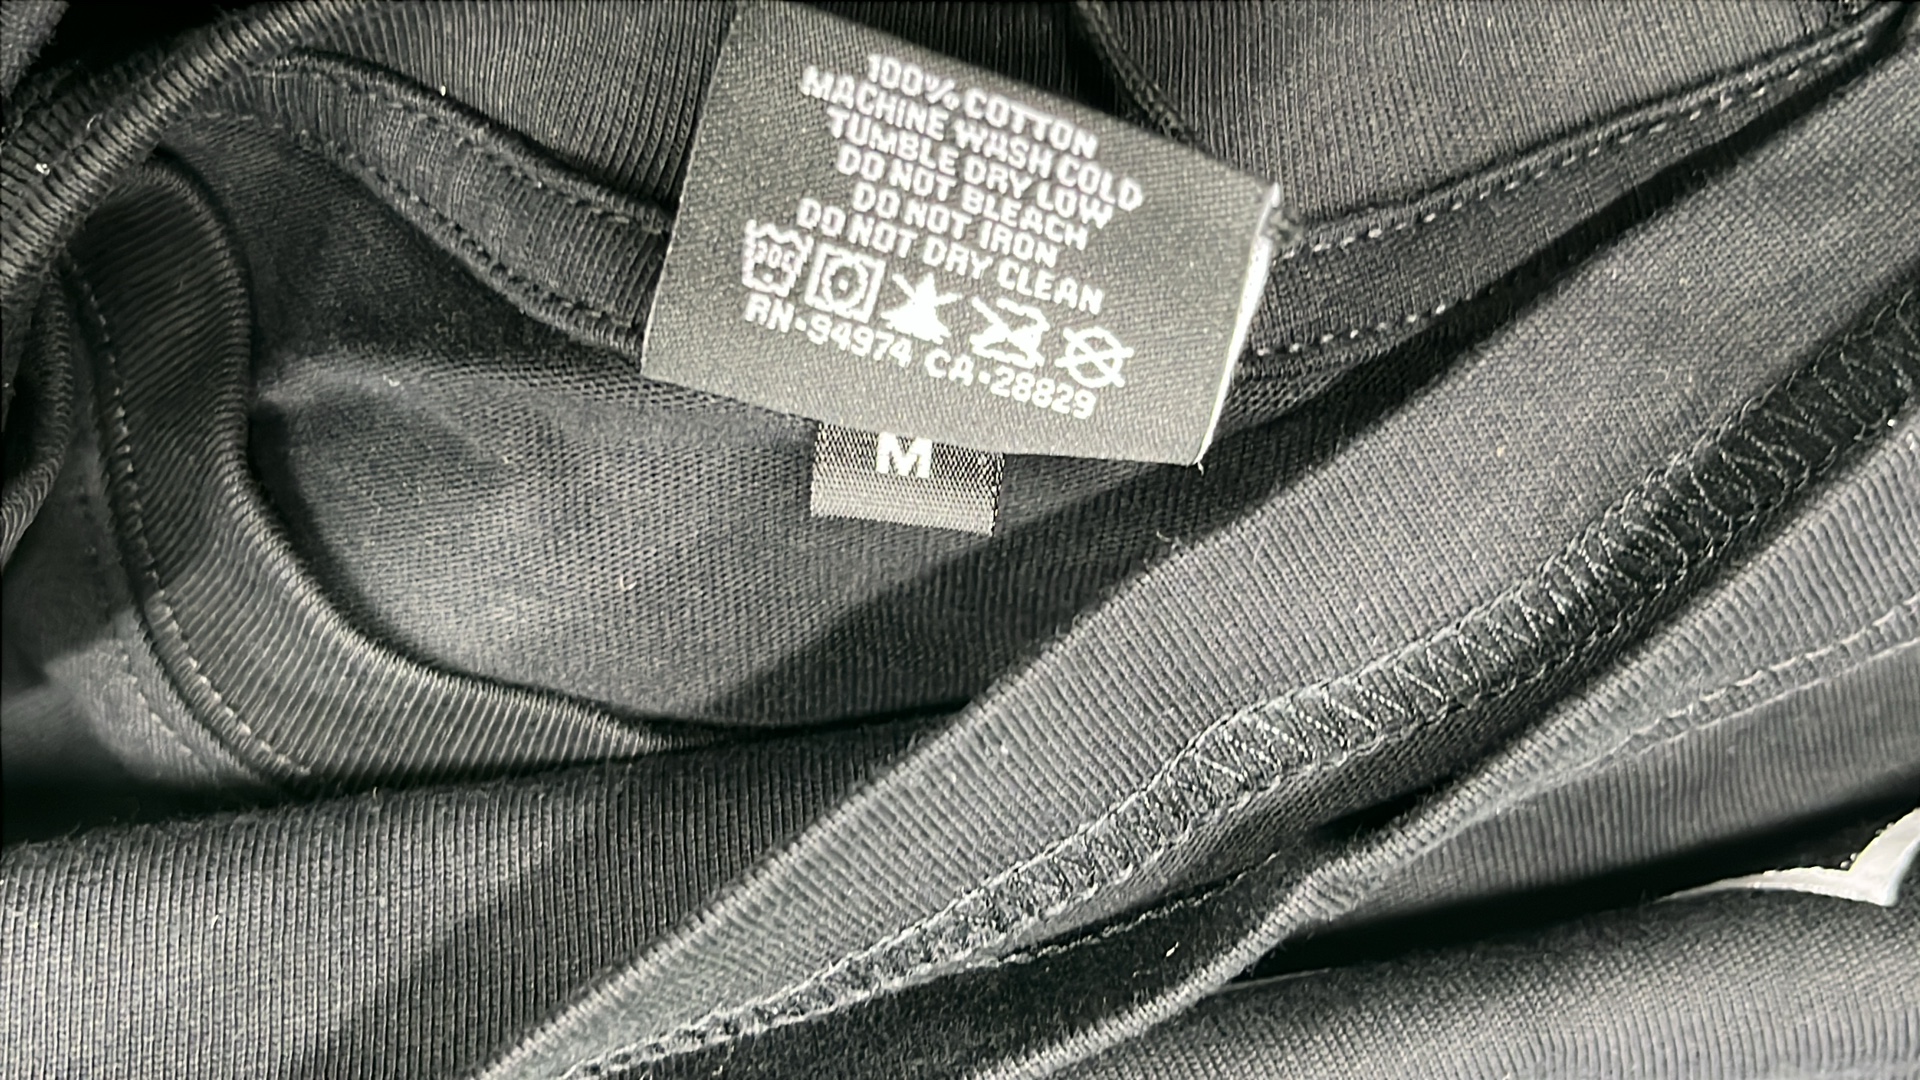 100% COTTON
MACHINE WASH COLD
TUMBLE DRY LOW
DO NOT BLEACH
DO NOT IRON
DO NOT DRY CLEAN
30C
RN·94974 CA·28829
M